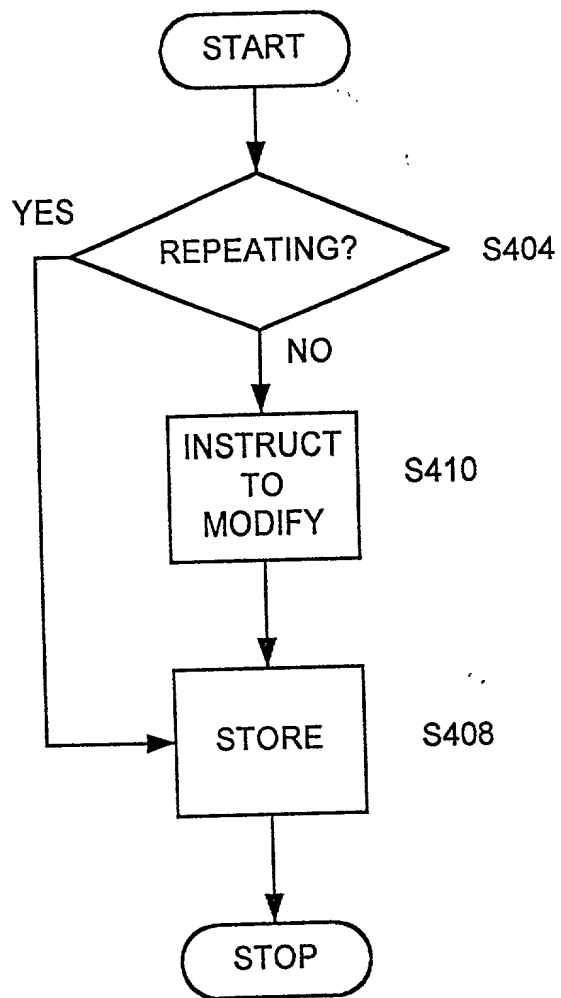 START
YES
REPEATING?
S404
NO
INSTRUCT
TO
MODIFY
S410
STORE
S408
STOP